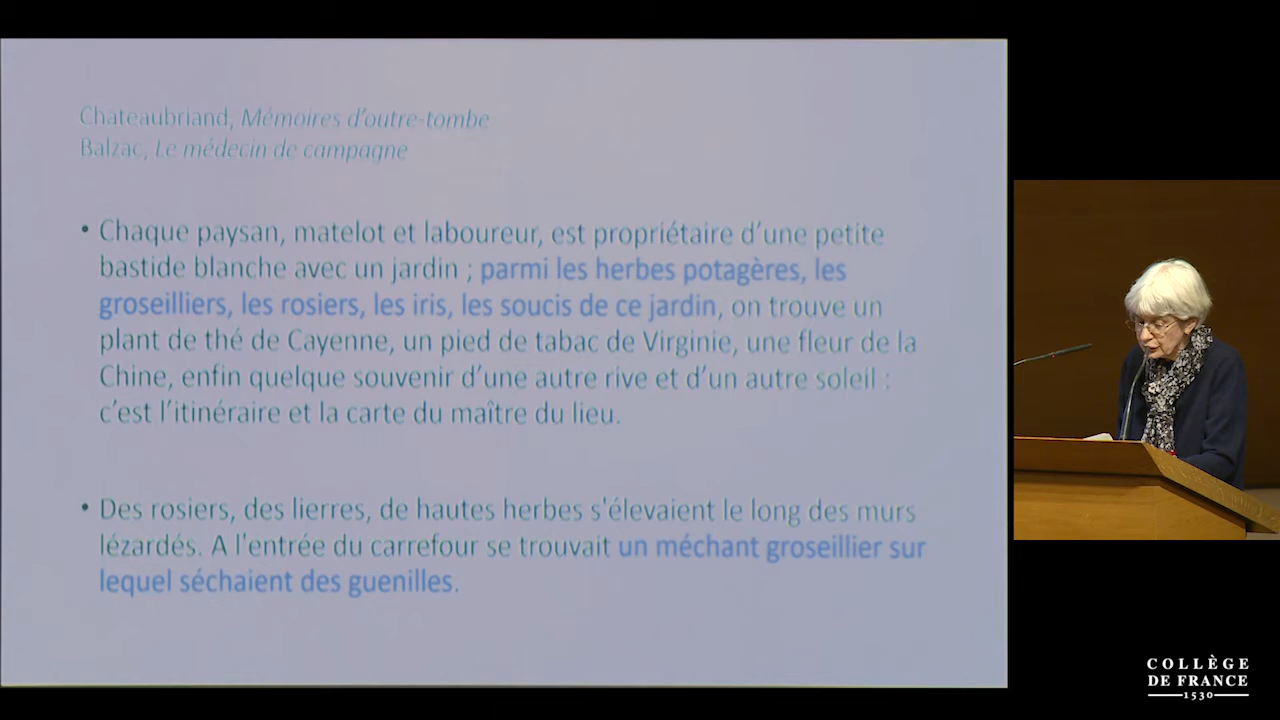 Chateaubriand, Mémoires d'outre-tombe
Balzac, Le médecin de campagne
• Chaque paysan, matelot et laboureur, est propriétaire d'une petite
bastide blanche avec un jardin ; parmi les herbes potagères, les
groseilliers, les rosiers, les iris, les soucis de ce jardin, on trouve un
plant de thé de Cayenne, un pied de tabac de Virginie, une fleur de la
Chine, enfin quelque souvenir d'une autre rive et d'un autre soleil :
c'est l'itinéraire et la carte du maître du lieu.
• Des rosiers, des lierres, de hautes herbes s'élevaient le long des murs
lézardés. A l'entrée du carrefour se trouvait un méchant groseillier sur
lequel séchaient des guenilles.
COLLÈGE
DE FRANCE
1530